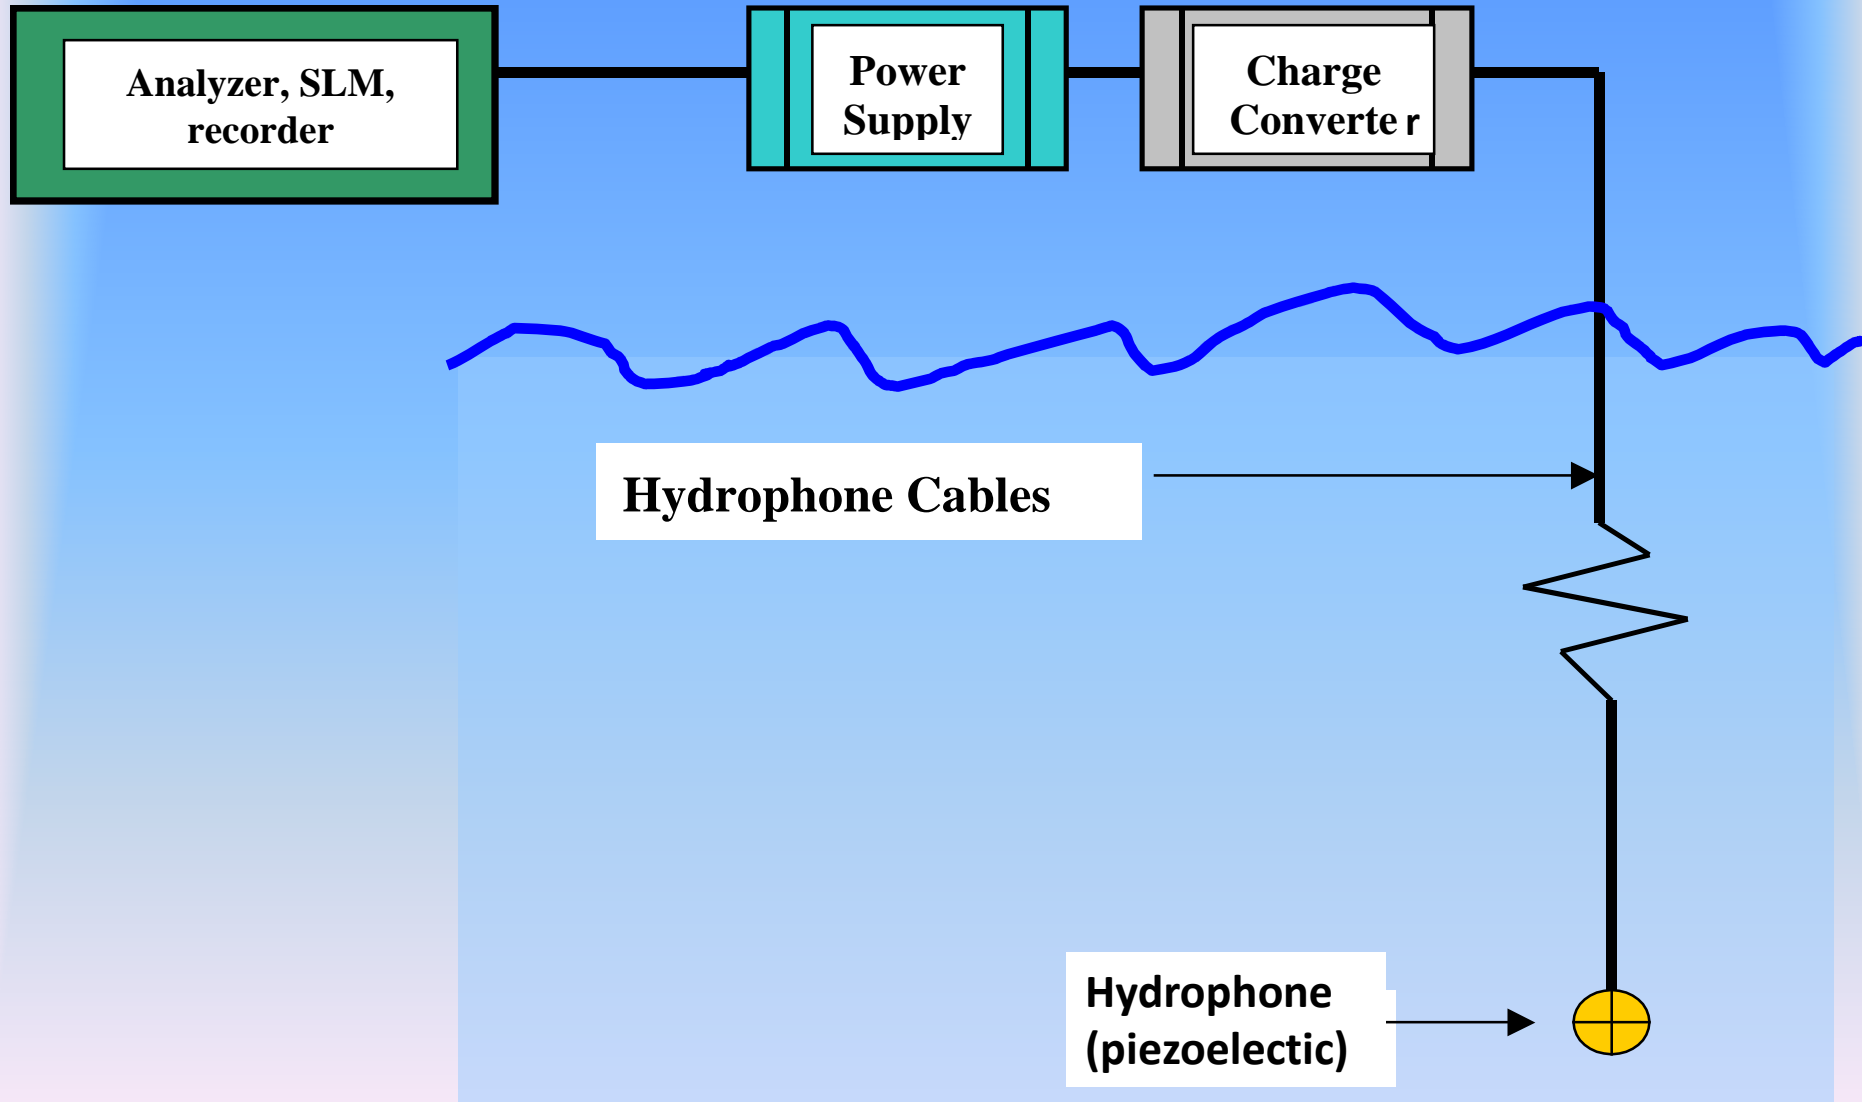 Analyzer, SLM,
recorder
Power
Supply
Charge
Converte r
Hydrophone Cables
Hydrophone
(piezoelectic)